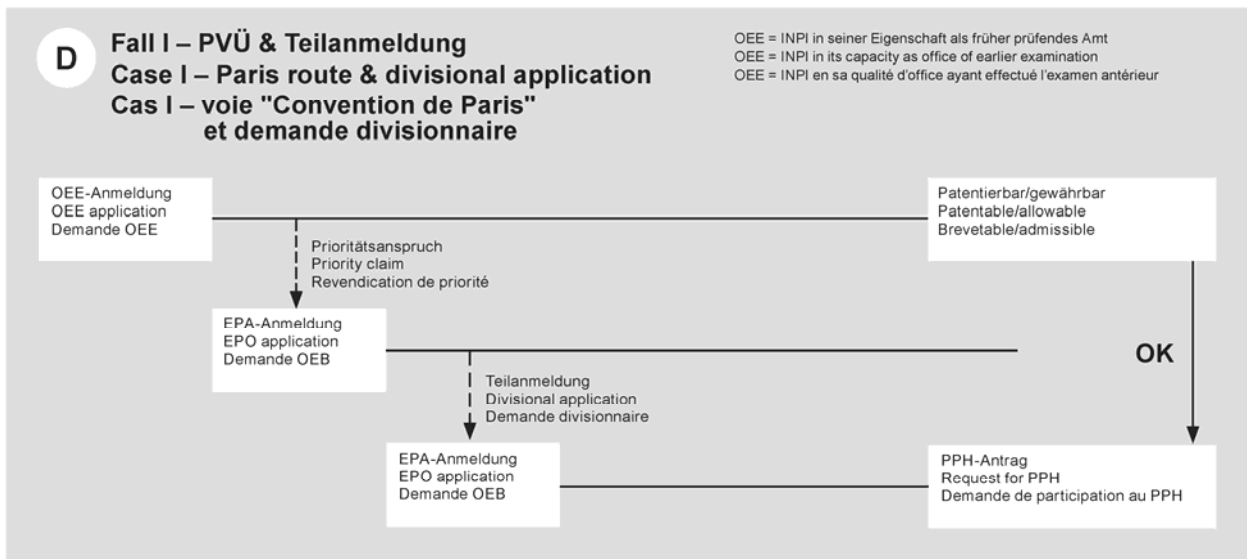 D
Fall I – PVÜ & Teilanmeldung
Case I – Paris route & divisional application
Cas I – voie "Convention de Paris"
et demande divisionnaire
OEE = INPI in seiner Eigenschaft als früher prüfendes Amt
OEE = INPI in its capacity as office of earlier examination
OEE = INPI en sa qualité d'office ayant effectué l'examen antérieur
OEE-Anmeldung
OEE application
Demande OEE
Patentierbar/gewährbar
Patentable/allowable
Brevetable/admissible
Prioritätsanspruch
Priority claim
Revendication de priorité
EPA-Anmeldung
EPO application
Demande OEB
OK
Teilanmeldung
Divisional application
Demande divisionnaire
EPA-Anmeldung
EPO application
Demande OEB
PPH-Antrag
Request for PPH
Demande de participation au PPH